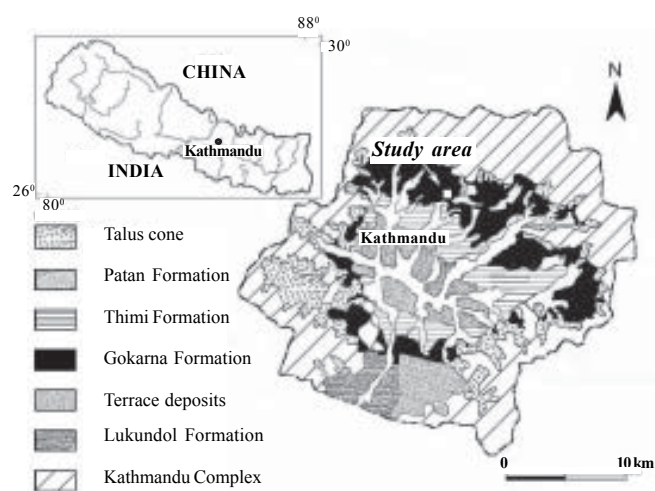 88⁰
30⁰
CHINA
N
Study area
Kathmandu
INDIA
26⁰
80⁰
Kathmandu
Talus cone
Patan Formation
Thimi Formation
Gokarna Formation
Terrace deposits
Lukundol Formation
Kathmandu Complex
0 10 km